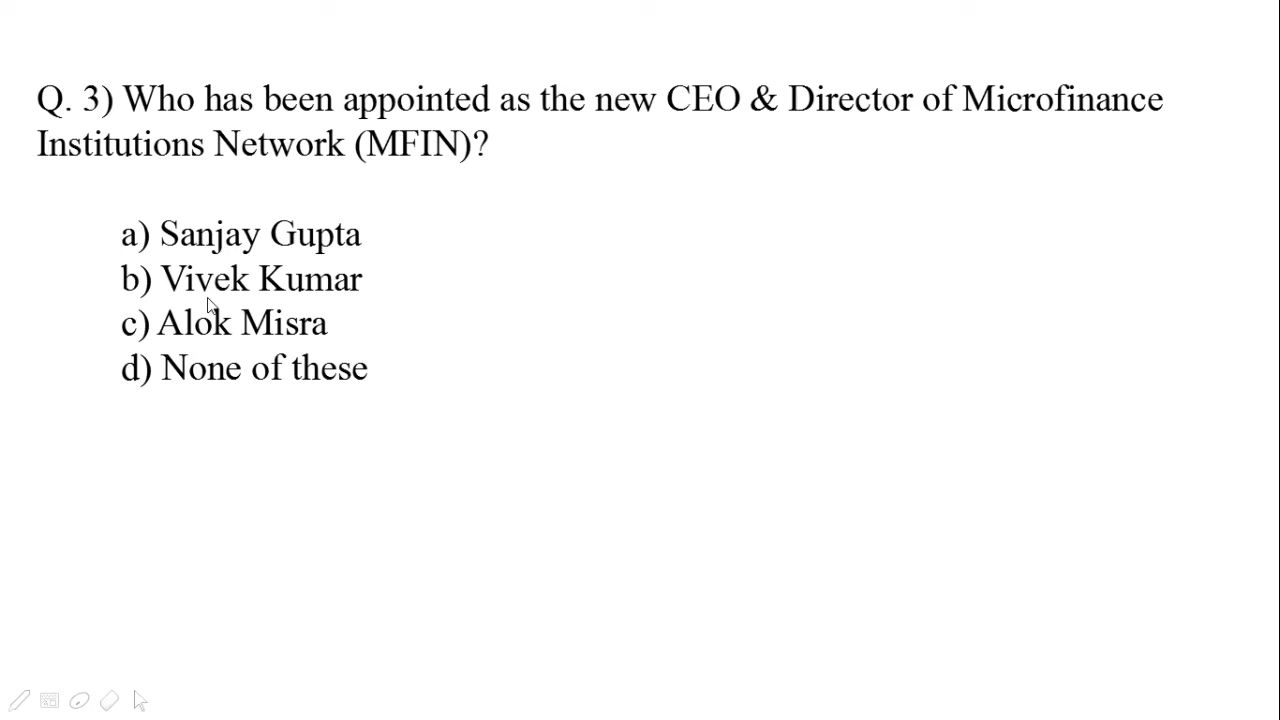 Q. 3) Who has been appointed as the new CEO & Director of Microfinance
Institutions Network (MFIN)?
a) Sanjay Gupta
b) Vivek Kumar
c) Alok Misra
d) None of these